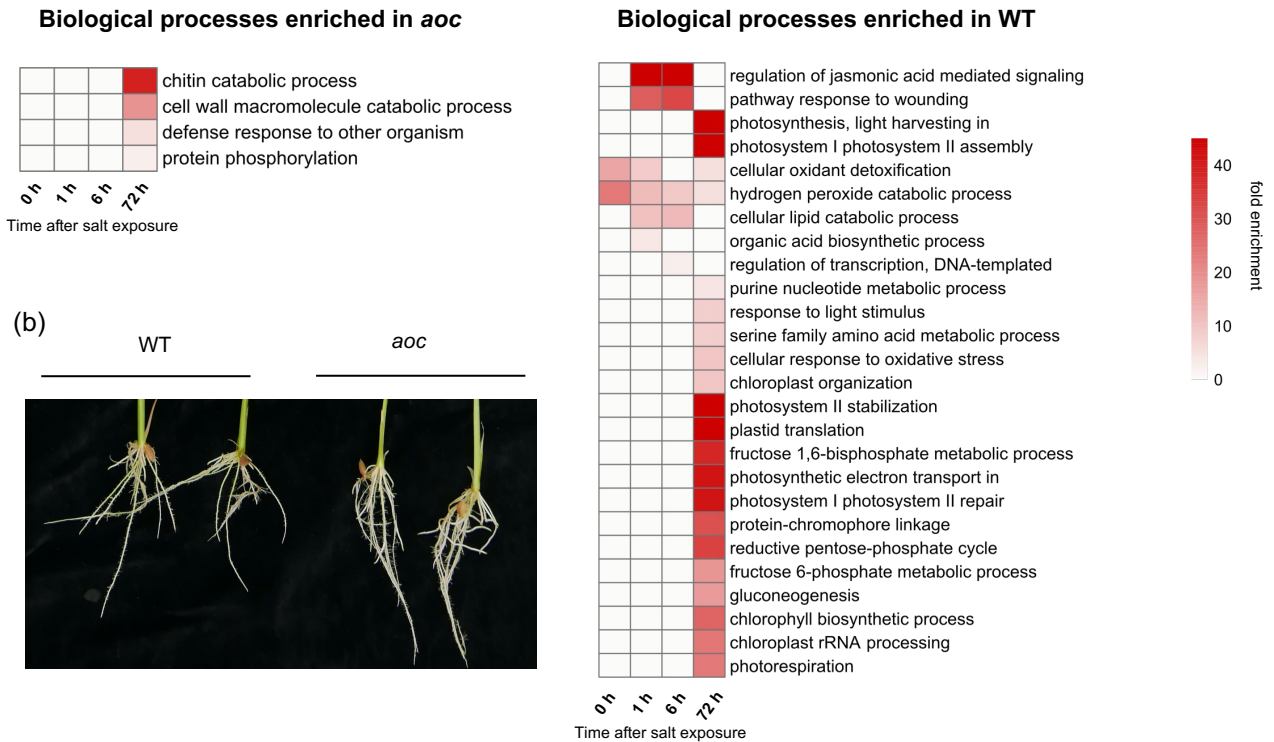 Biological processes enriched in aoc
chitin catabolic process
cell wall macromolecule catabolic process
defense response to other organism
protein phosphorylation
0 h 1 h 6 h 72 h
Time after salt exposure
(b)
WT aoc
Biological processes enriched in WT
regulation of jasmonic acid mediated signaling
pathway response to wounding
photosynthesis, light harvesting in
photosystem I photosystem II assembly
cellular oxidant detoxification
hydrogen peroxide catabolic process
cellular lipid catabolic process
organic acid biosynthetic process
regulation of transcription, DNA-templated
purine nucleotide metabolic process
response to light stimulus
serine family amino acid metabolic process
cellular response to oxidative stress
chloroplast organization
photosystem II stabilization
plastid translation
fructose 1,6-bisphosphate metabolic process
photosynthetic electron transport in
photosystem I photosystem II repair
protein-chromophore linkage
reductive pentose-phosphate cycle
fructose 6-phosphate metabolic process
gluconeogenesis
chlorophyll biosynthetic process
chloroplast rRNA processing
photorespiration
0 h 1 h 6 h 72 h
Time after salt exposure
40
30
20
10
0
fold enrichment